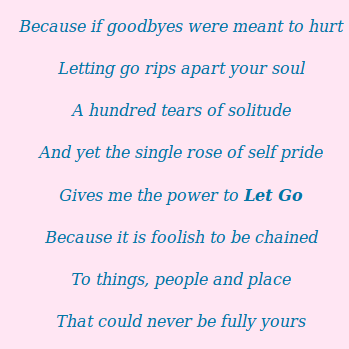 Because if goodbyes were meant to hurt
Letting go rips apart your soul
A hundred tears of solitude
And yet the single rose of self pride
Gives me the power to Let Go
Because it is foolish to be chained
To things, people and place
That could never be fully yours